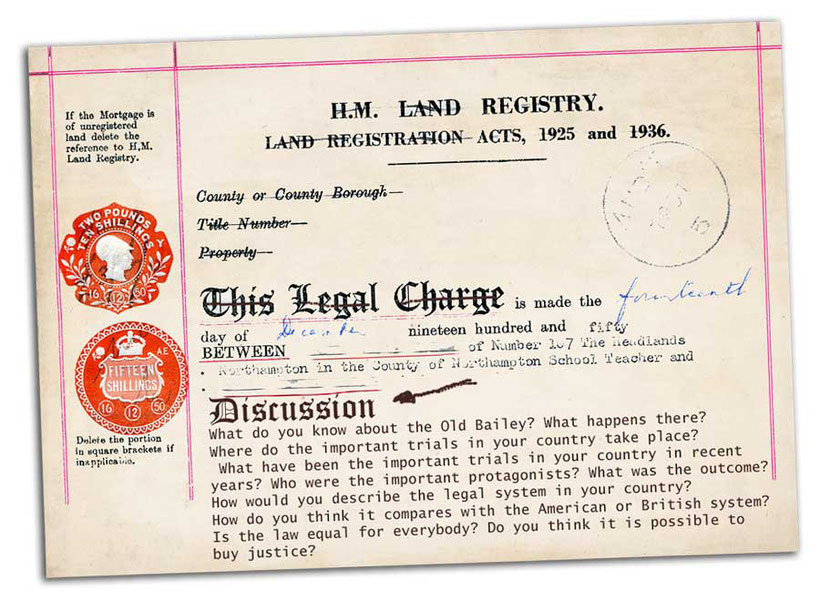 If the Mortgage is
of unregistered
land delete the
reference to H.M.
Land Registry.
H.M. LAND REGISTRY.
LAND REGISTRATION ACTS, 1925 and 1936.
County or County Borough—
Title Number—
Property—
TWO POUNDS
TEN SHILLINGS
16 12 50
This Legal Charge is made the fourteenth
day of December nineteen hundred and fifty
BETWEEN of Number 107 The Headlands
Northampton in the County of Northampton School Teacher and
AE
FIFTEEN
SHILLINGS
16 12 50
Delete the portion
in square brackets if
inapplicable.
Discussion
What do you know about the Old Bailey? What happens there?
Where do the important trials in your country take place?
What have been the important trials in your country in recent
years? Who were the important protagonists? What was the outcome?
How would you describe the legal system in your country?
How do you think it compares with the American or British system?
Is the law equal for everybody? Do you think it is possible to
buy justice?